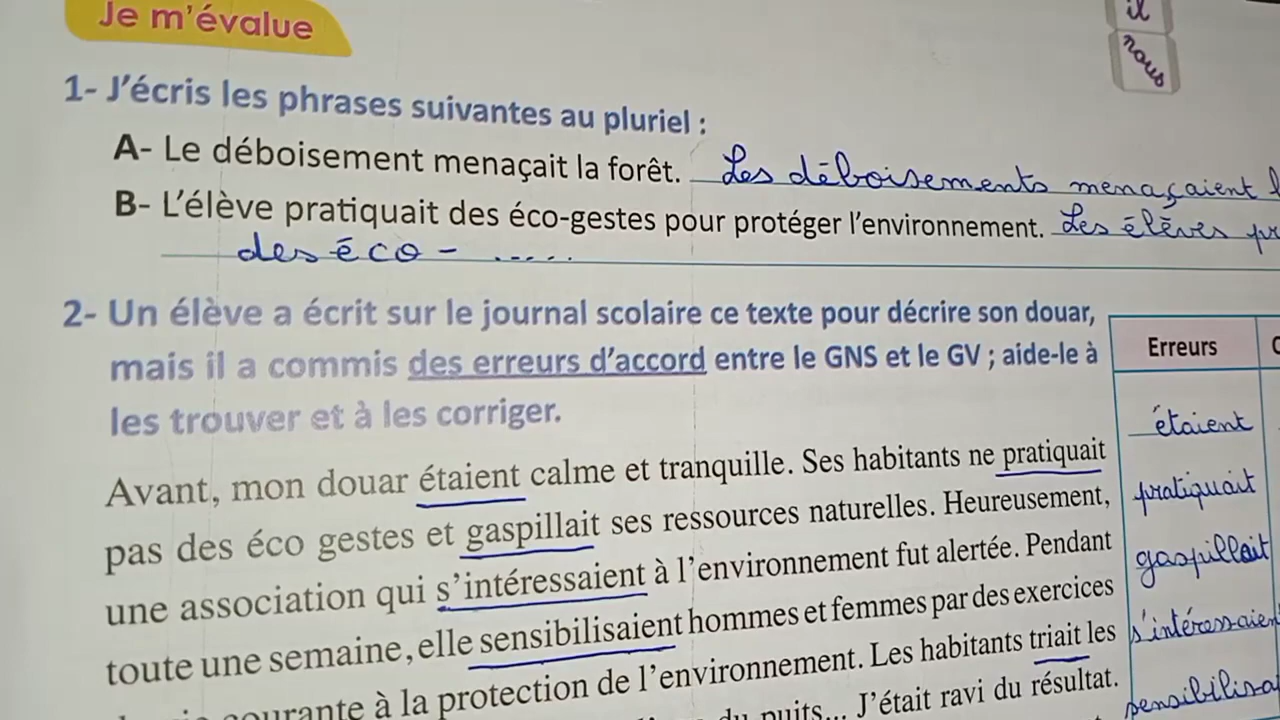 Je m'évalue
il
nous
1- J'écris les phrases suivantes au pluriel :
A- Le déboisement menaçait la forêt. Les déboisements menaçaient
B- L'élève pratiquait des éco-gestes pour protéger l'environnement. Les élèves
des éco - .....
2- Un élève a écrit sur le journal scolaire ce texte pour décrire son douar,
mais il a commis des erreurs d'accord entre le GNS et le GV ; aide-le à
les trouver et à les corriger.
Avant, mon douar étaient calme et tranquille. Ses habitants ne pratiquait
pas des éco gestes et gaspillait ses ressources naturelles. Heureusement,
une association qui s'intéressaient à l'environnement fut alertée. Pendant
toute une semaine, elle sensibilisaient hommes et femmes par des exercices
courante à la protection de l'environnement. Les habitants triait les
du puits... J'était ravi du résultat.
Erreurs
étaient
pratiquait
gaspillait
s'intéressaien
sensibilisa